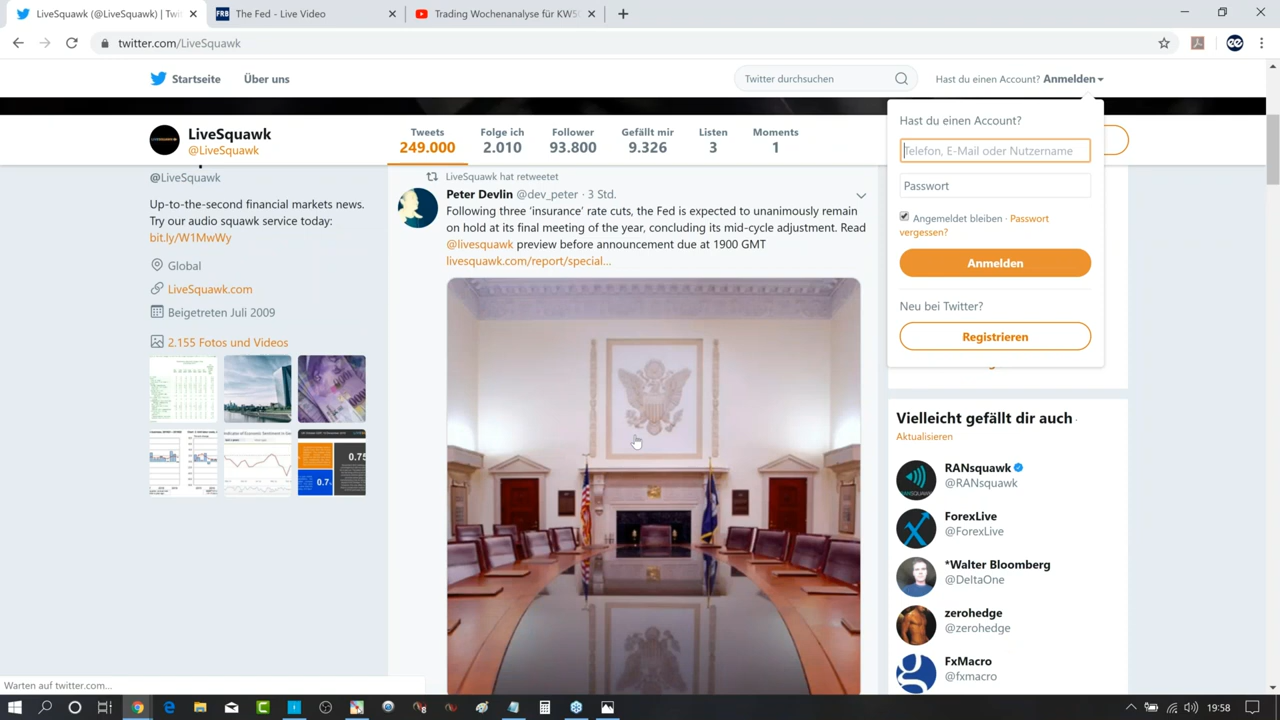 LiveSquawk (@LiveSquawk) | Twi
The Fed - Live Video
Trading Wochenanalyse für KW50
twitter.com/LiveSquawk
Startseite
Über uns
Twitter durchsuchen
Hast du einen Account? Anmelden
LiveSquawk
@LiveSquawk
Tweets
249.000
Folge ich
2.010
Follower
93.800
Gefällt mir
9.326
Listen
3
Moments
1
@LiveSquawk
Up-to-the-second financial markets news.
Try our audio squawk service today:
bit.ly/W1MwWy
Global
LiveSquawk.com
Beigetreten Juli 2009
2.155 Fotos und Videos
LiveSquawk hat retweetet
Peter Devlin @dev_peter · 3 Std.
Following three 'insurance' rate cuts, the Fed is expected to unanimously remain
on hold at its final meeting of the year, concluding its mid-cycle adjustment. Read
@livesquawk preview before announcement due at 1900 GMT
livesquawk.com/report/special...
Hast du einen Account?
Telefon, E-Mail oder Nutzername
Passwort
Angemeldet bleiben · Passwort
vergessen?
Anmelden
Neu bei Twitter?
Registrieren
Vielleicht gefällt dir auch ·
Aktualisieren
RANsquawk
@RANsquawk
ForexLive
@ForexLive
*Walter Bloomberg
@DeltaOne
zerohedge
@zerohedge
FxMacro
@fxmacro
Warten auf twitter.com...
19:58